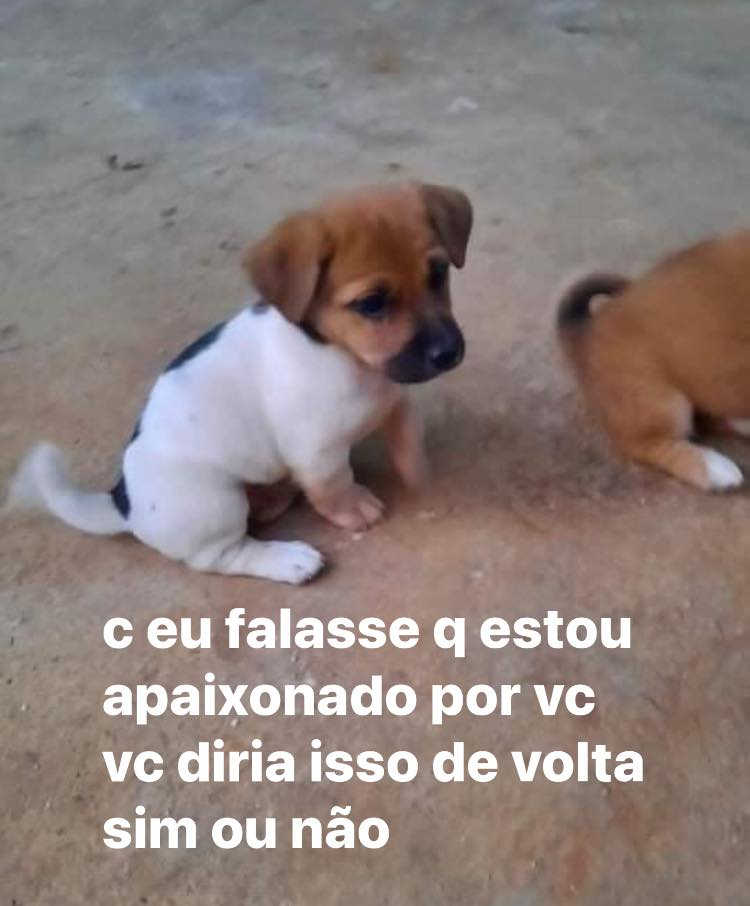 c eu falasse q estou
apaixonado por vc
vc diria isso de volta
sim ou não